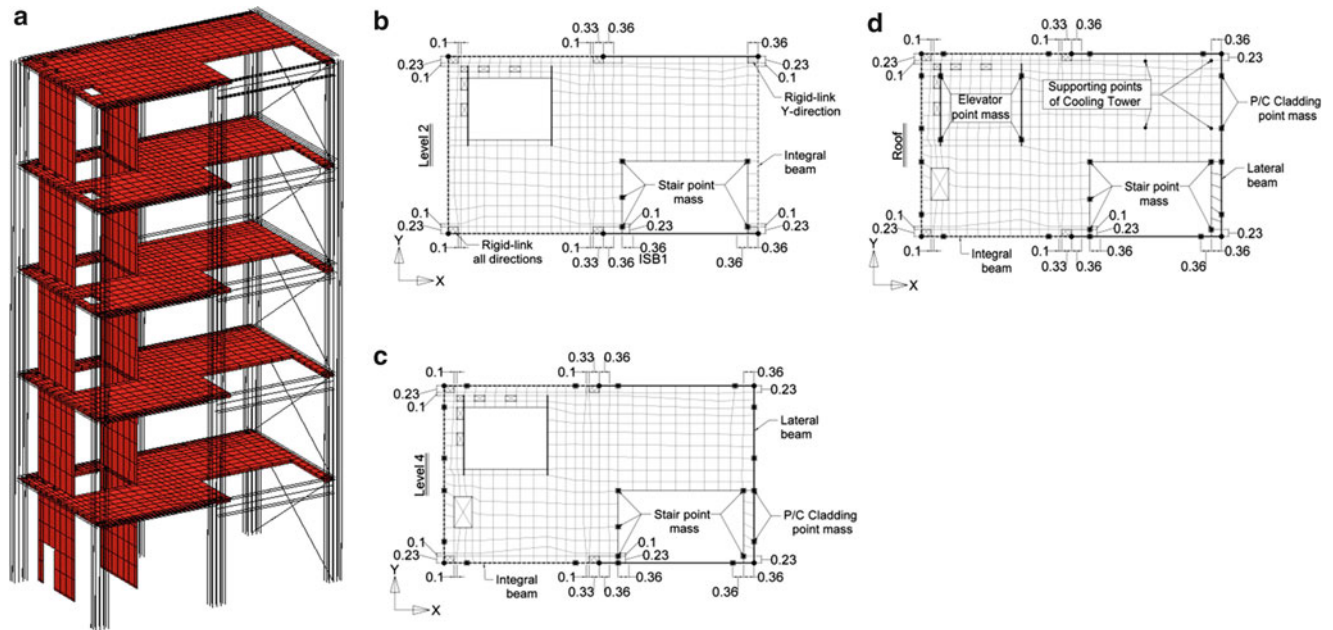 a
b
0.33 0.36
0.1 0.1 0.36
0.23 0.23
0.1 0.1
Rigid-link
Y-direction
Level 2
Integral
beam
Stair point
mass
0.1 0.1
0.23 0.23
0.1
0.23
0.1 Rigid-link
all directions
0.1 ISB1
0.33 0.36 0.36
Y
X
c
0.33 0.36
0.1 0.1 0.36
0.23 0.23
Lateral
beam
Level 4
Stair point
mass
P/C Cladding
point mass
0.1 0.1
0.23 0.23 0.23
0.1 Integral
beam
0.1 0.36
0.33 0.36 0.36
Y
X
d
0.33 0.36
0.1 0.1 0.36
0.23 0.23
0.1
Elevator
point mass
Supporting points
of Cooling Tower
P/C Cladding
point mass
Roof
Lateral
beam
Stair point
mass
0.1 0.1
0.23 0.23 0.23
0.1 Integral
beam
0.1
0.33 0.36 0.36
Y
X